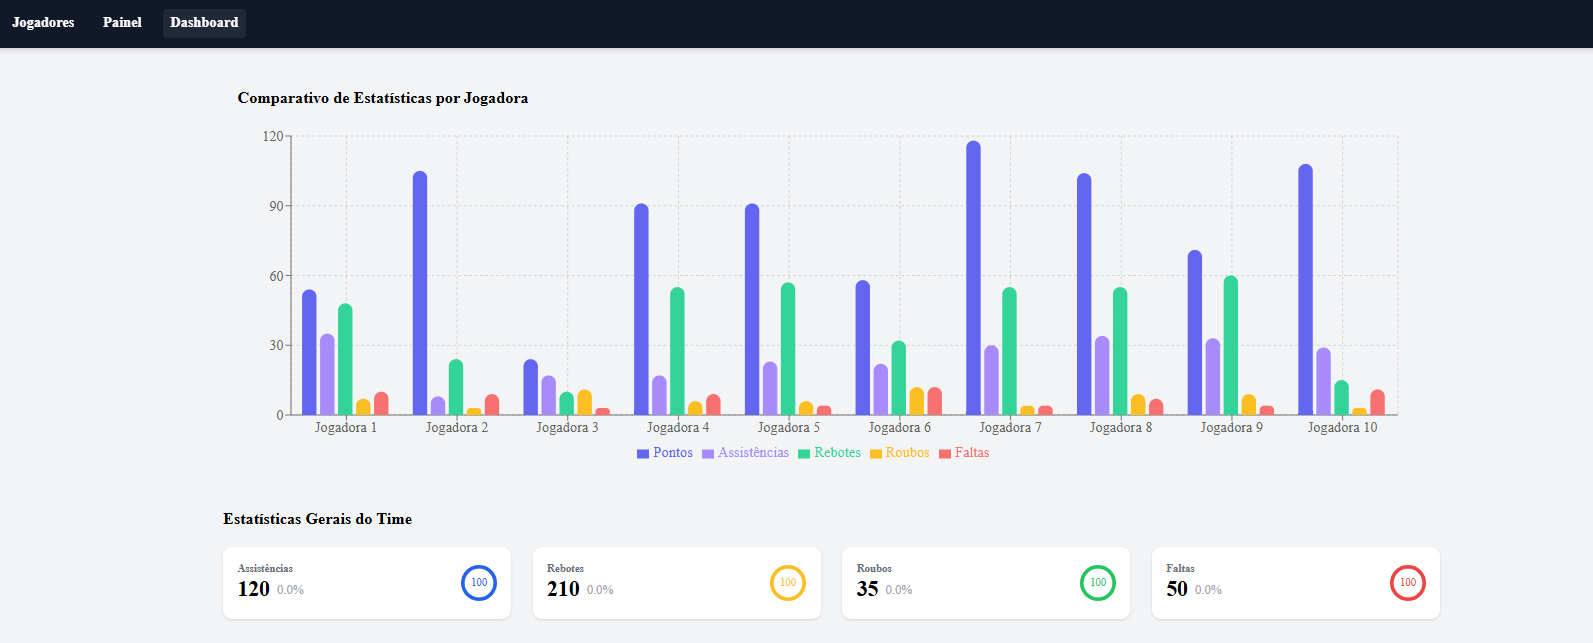 Jogadores Painel Dashboard
Comparativo de Estatísticas por Jogadora
120
90
60
30
0
Jogadora 1 Jogadora 2 Jogadora 3 Jogadora 4 Jogadora 5 Jogadora 6 Jogadora 7 Jogadora 8 Jogadora 9 Jogadora 10
Pontos Assistências Rebotes Roubos Faltas
Estatísticas Gerais do Time
Assistências
120 0.0% 100
Rebotes
210 0.0% 100
Roubos
35 0.0% 100
Faltas
50 0.0% 100